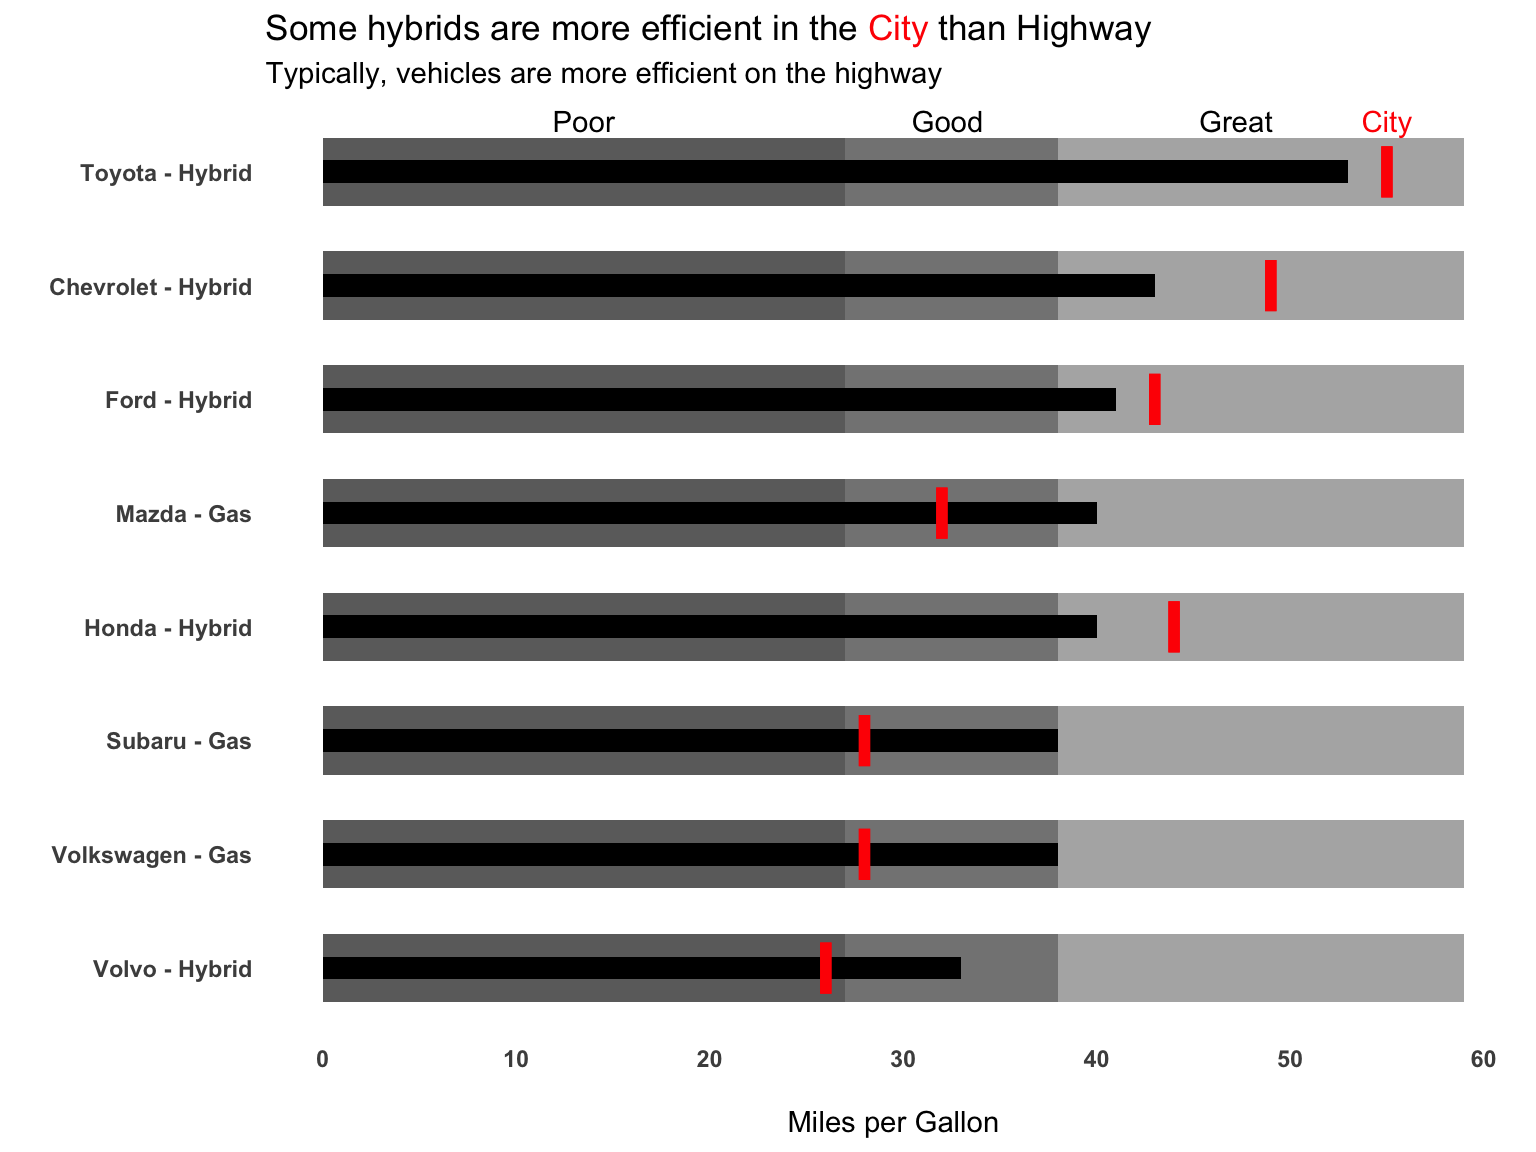 Some hybrids are more efficient in the City than Highway
Typically, vehicles are more efficient on the highway
Poor Good Great City
Toyota - Hybrid
Chevrolet - Hybrid
Ford - Hybrid
Mazda - Gas
Honda - Hybrid
Subaru - Gas
Volkswagen - Gas
Volvo - Hybrid
0 10 20 30 40 50 60
Miles per Gallon